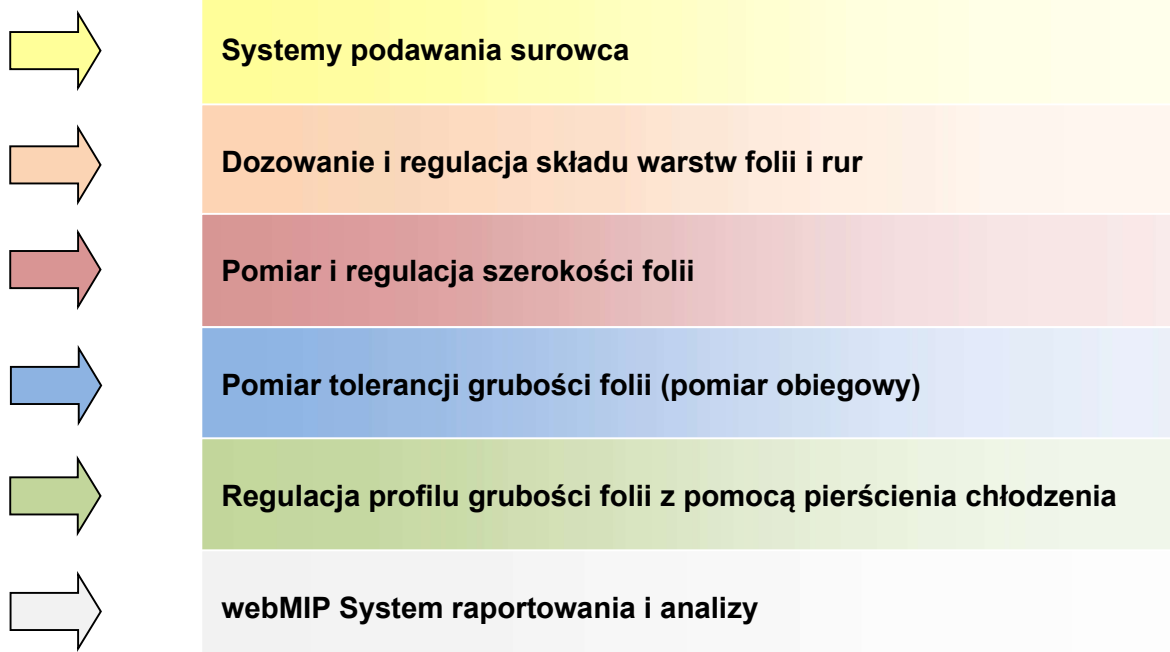 Systemy podawania surowca
Dozowanie i regulacja składu warstw folii i rur
Pomiar i regulacja szerokości folii
Pomiar tolerancji grubości folii (pomiar obiegowy)
Regulacja profilu grubości folii z pomocą pierścienia chłodzenia
webMIP System raportowania i analizy